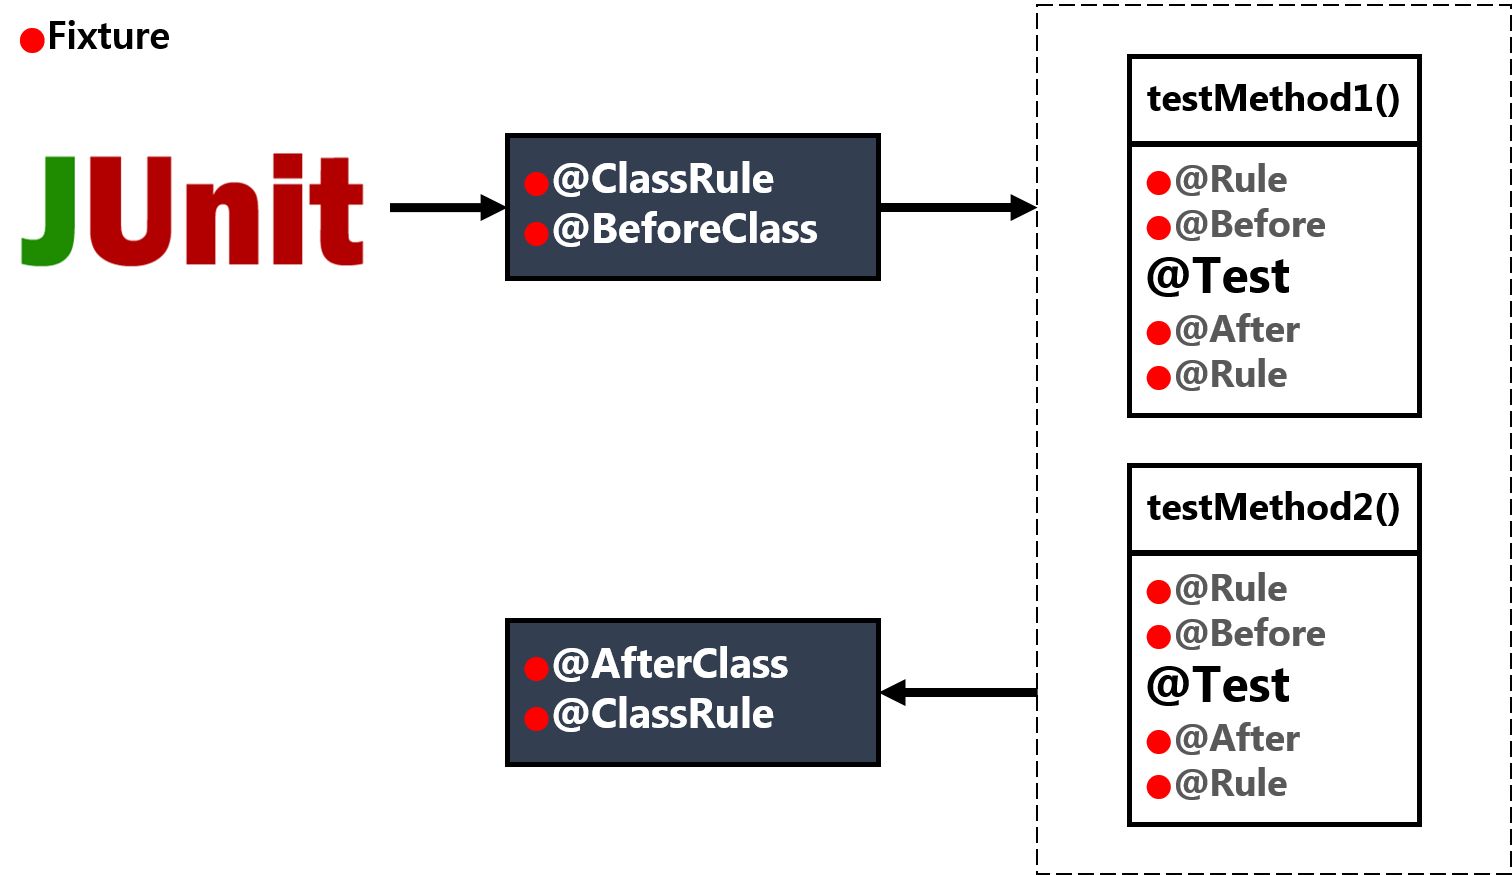 Fixture
JUnit
@ClassRule
@BeforeClass
testMethod1()
@Rule
@Before
@Test
@After
@Rule
testMethod2()
@Rule
@Before
@Test
@After
@Rule
@AfterClass
@ClassRule